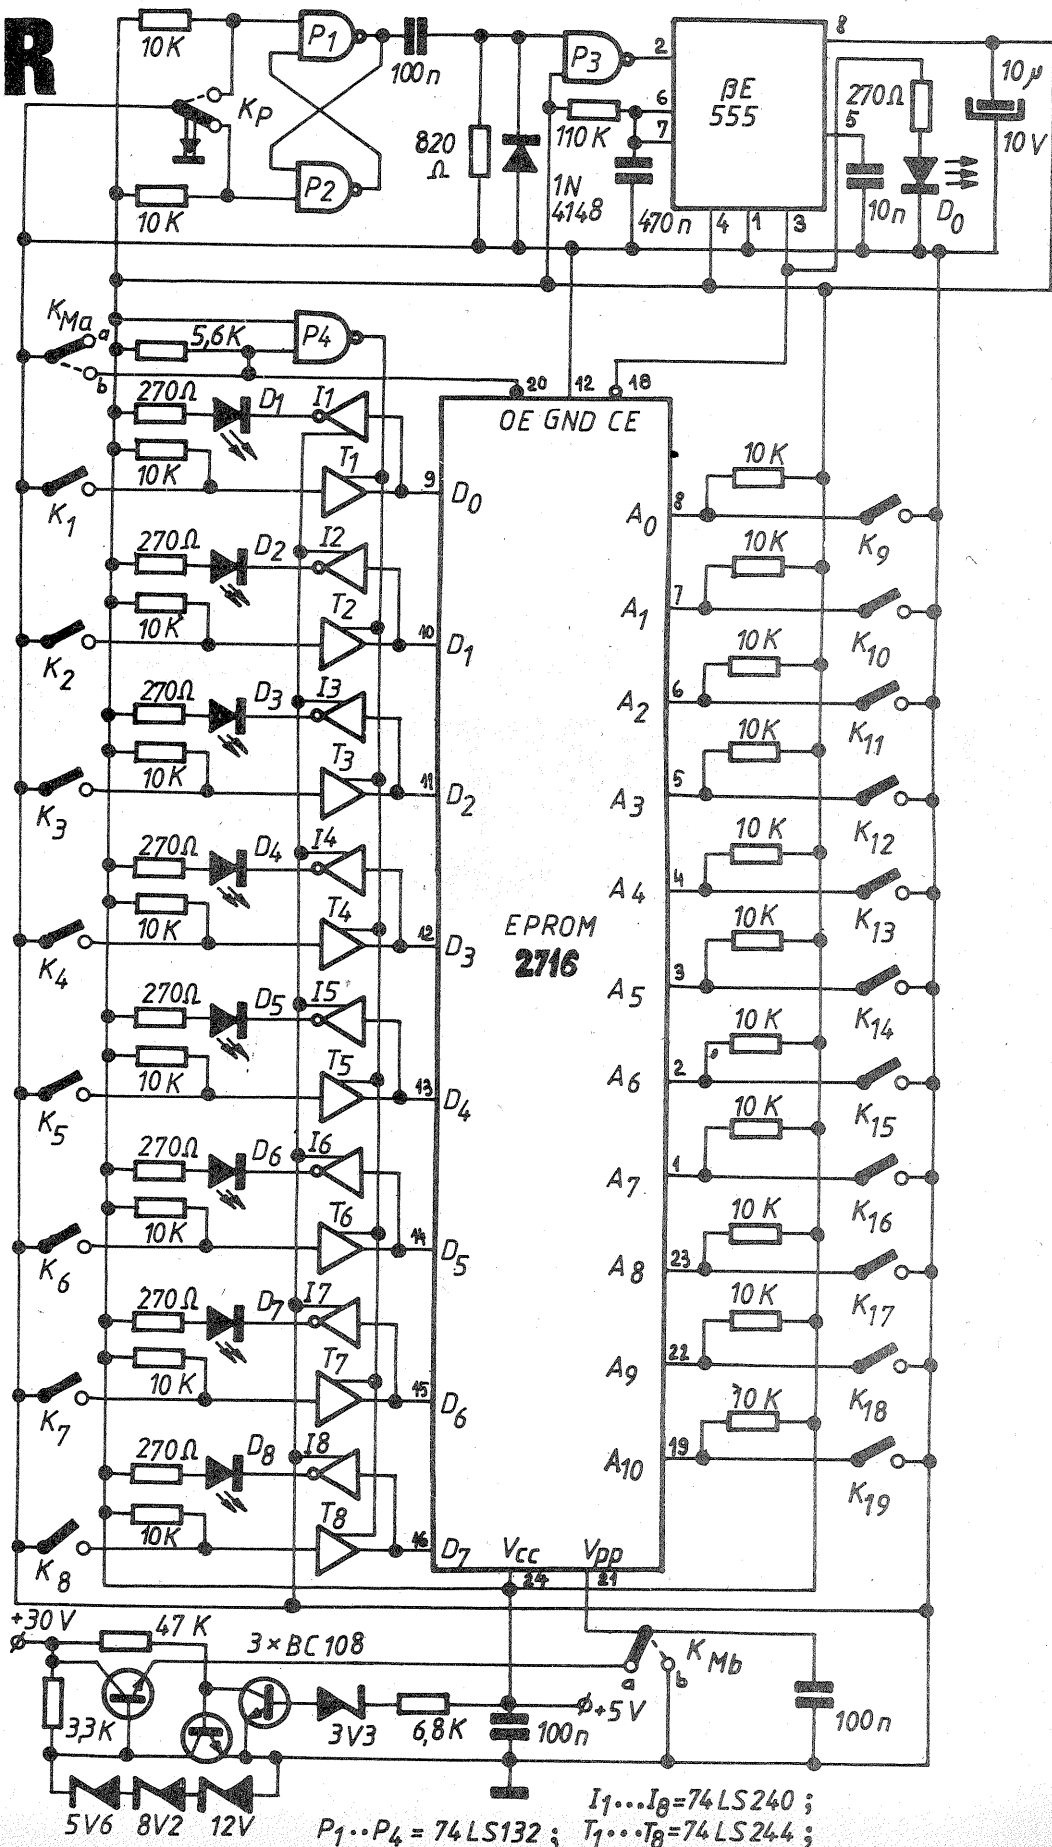 R
10K
P1
100n
Kp
10K
P2
820 Ω
1N 4148
P3
110K
470n
2
6
7
βE 555
4
1
3
8
5
10n
270Ω
D0
10µ
10V
KMa
a
b
5,6K
P4
20
12
18
OE GND CE
270Ω
D1
I1
10K
T1
K1
9
D0
270Ω
D2
I2
10K
T2
K2
10
D1
270Ω
D3
I3
10K
T3
K3
11
D2
270Ω
D4
I4
10K
T4
K4
12
D3
270Ω
D5
I5
10K
T5
K5
13
D4
270Ω
D6
I6
10K
T6
K6
14
D5
270Ω
D7
I7
10K
T7
K7
15
D6
270Ω
D8
I8
10K
T8
K8
16
D7
EPROM
2716
10K
A0
8
K9
10K
A1
7
K10
10K
A2
6
K11
10K
A3
5
K12
10K
A4
4
K13
10K
A5
3
K14
10K
A6
2
K15
10K
A7
1
K16
10K
A8
23
K17
10K
A9
22
K18
10K
A10
19
K19
Vcc
24
Vpp
21
+30V
47K
3×BC108
3,3K
3V3
6,8K
100n
+5V
a
b
KMb
100n
5V6
8V2
12V
I1...I8=74LS240 ;
P1..P4 = 74LS132 ; T1...T8=74LS244 ;